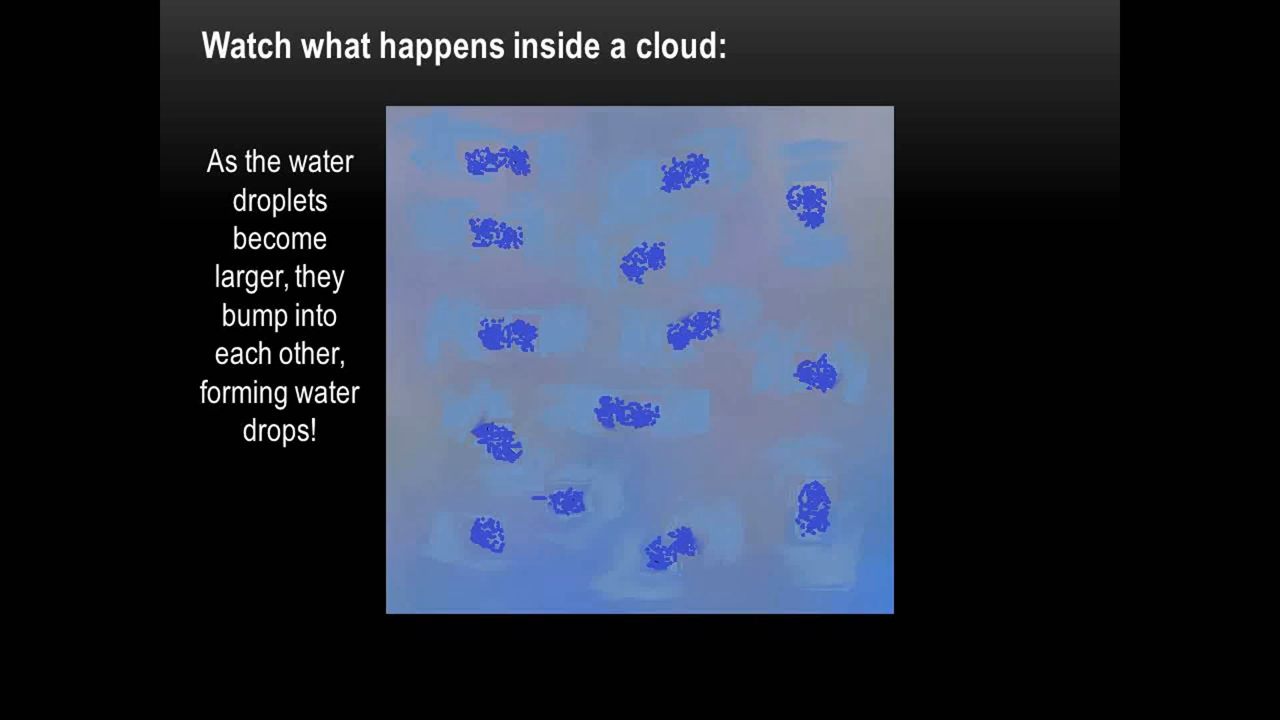 Watch what happens inside a cloud:
As the water
droplets
become
larger, they
bump into
each other,
forming water
drops!